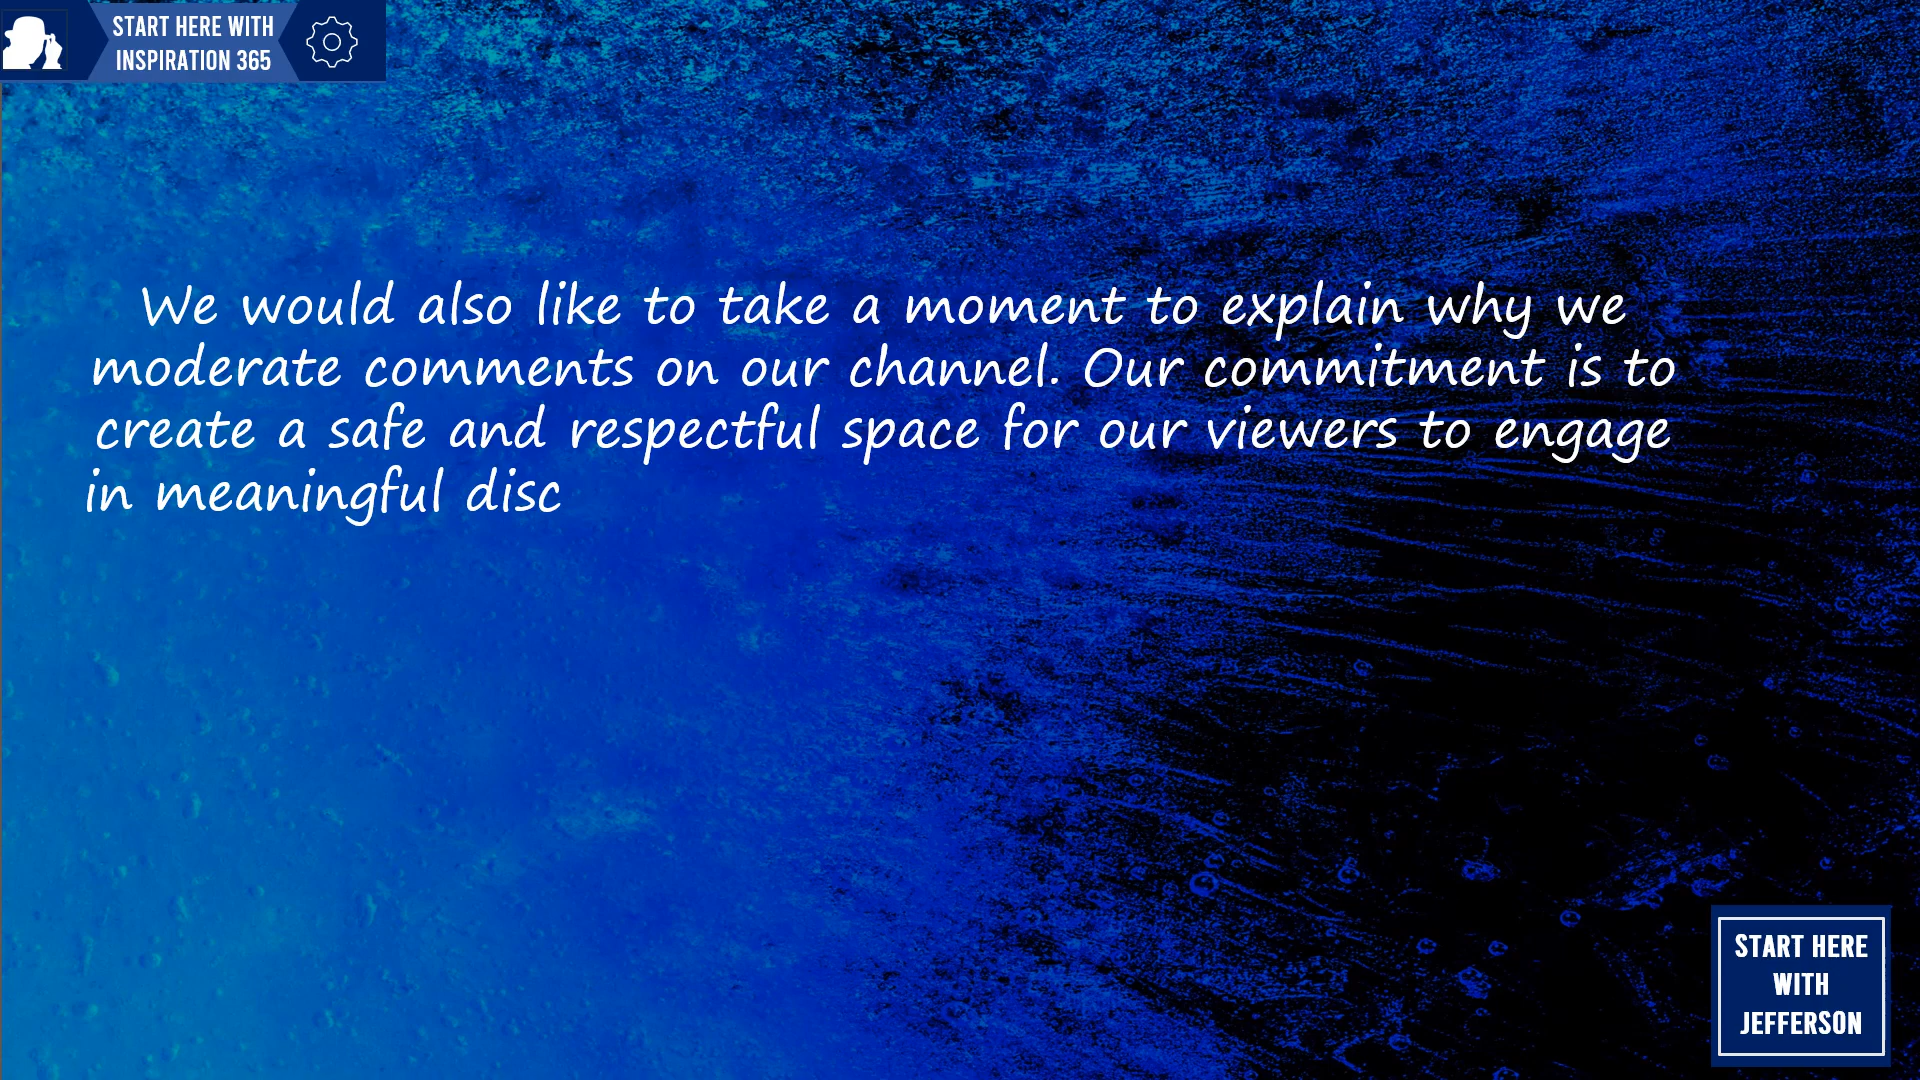 START HERE WITH
INSPIRATION 365
We would also like to take a moment to explain why we
moderate comments on our channel. Our commitment is to
create a safe and respectful space for our viewers to engage
in meaningful disc
START HERE
WITH
JEFFERSON